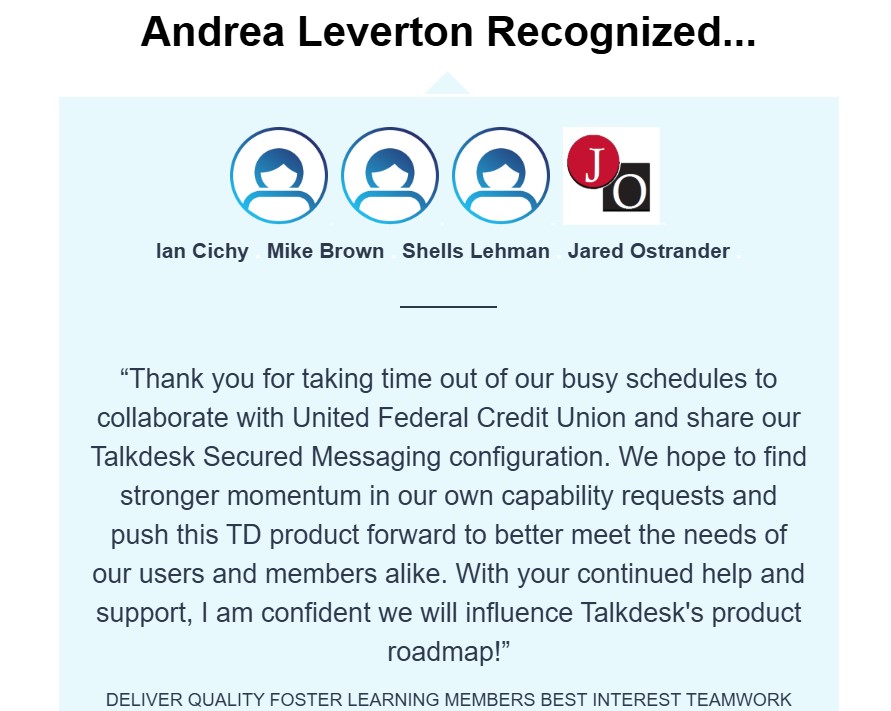 Andrea Leverton Recognized...
J
O
Ian Cichy Mike Brown Shells Lehman Jared Ostrander
“Thank you for taking time out of our busy schedules to
collaborate with United Federal Credit Union and share our
Talkdesk Secured Messaging configuration. We hope to find
stronger momentum in our own capability requests and
push this TD product forward to better meet the needs of
our users and members alike. With your continued help and
support, I am confident we will influence Talkdesk's product
roadmap!”
DELIVER QUALITY FOSTER LEARNING MEMBERS BEST INTEREST TEAMWORK